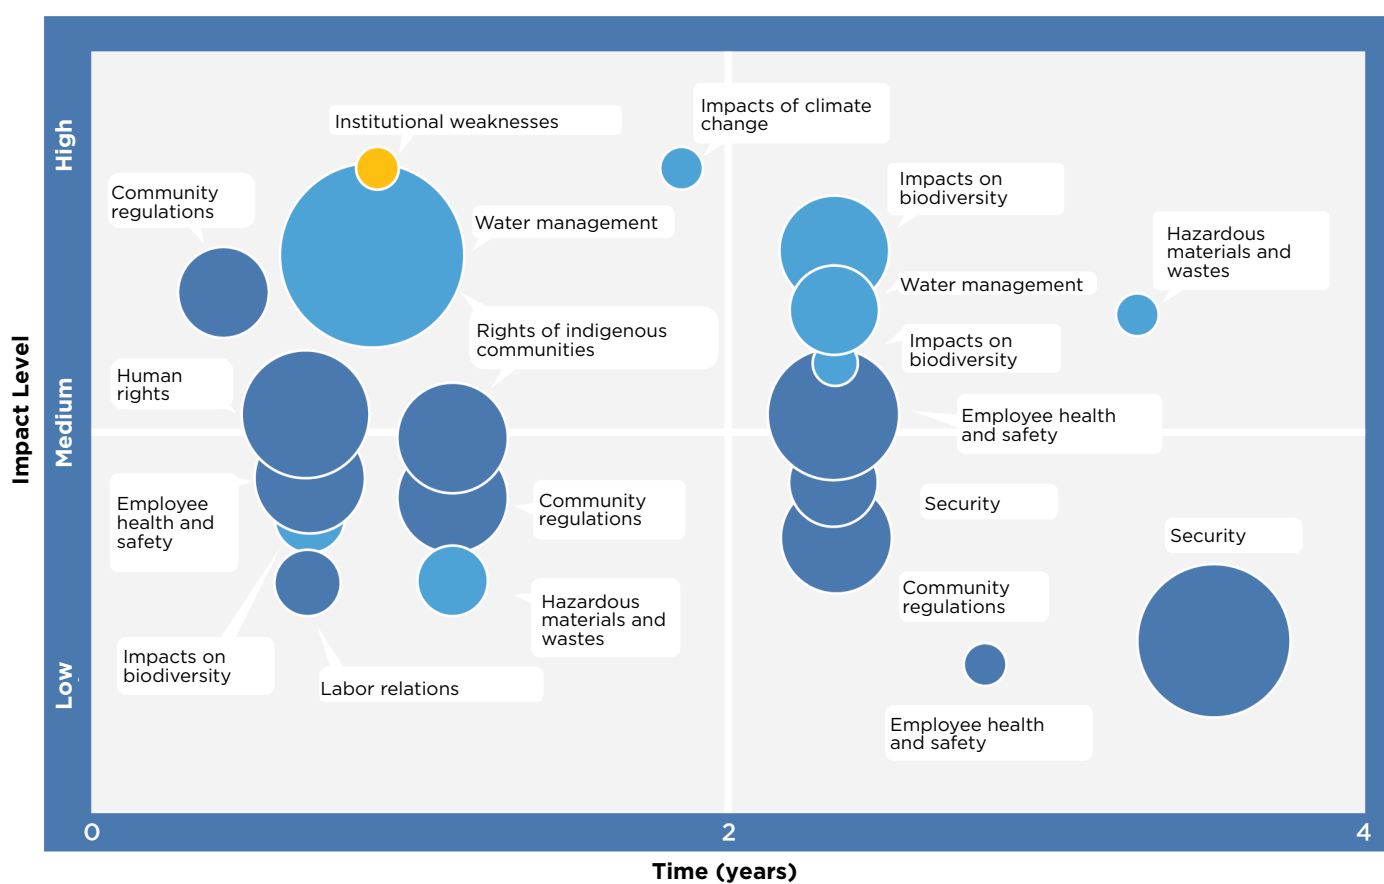 Impact Level
High
Medium
Low
Institutional weaknesses
Impacts of climate
change
Community
regulations
Water management
Impacts on
biodiversity
Hazardous
materials and
wastes
Water management
Rights of indigenous
communities
Impacts on
biodiversity
Human
rights
Employee health
and safety
Employee
health and
safety
Community
regulations
Security
Security
Community
regulations
Hazardous
materials and
wastes
Impacts on
biodiversity
Labor relations
Employee health
and safety
0
2
4
Time (years)